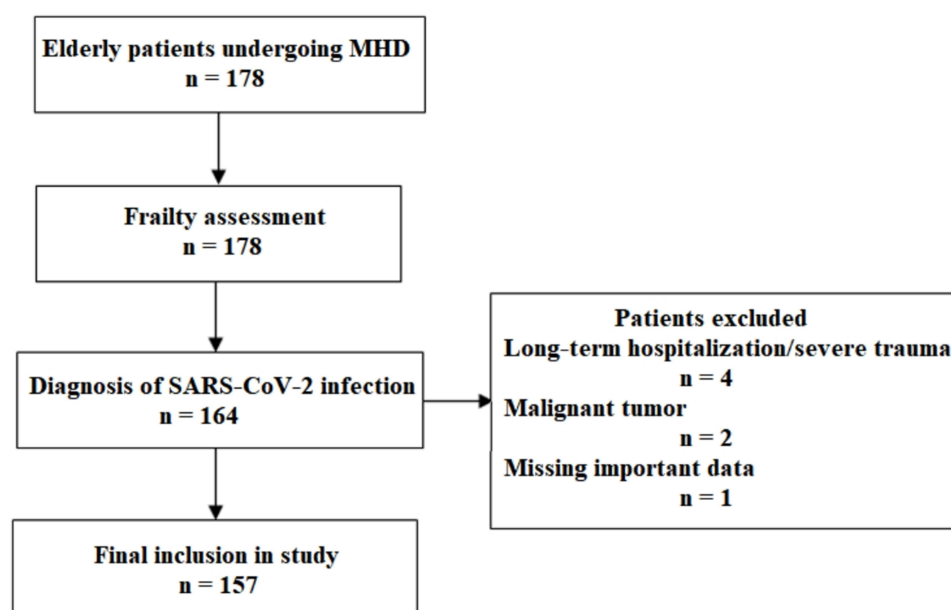 Elderly patients undergoing MHD
n = 178
Frailty assessment
n = 178
Diagnosis of SARS-CoV-2 infection
n = 164
Patients excluded
Long-term hospitalization/severe trauma
n = 4
Malignant tumor
n = 2
Missing important data
n = 1
Final inclusion in study
n = 157